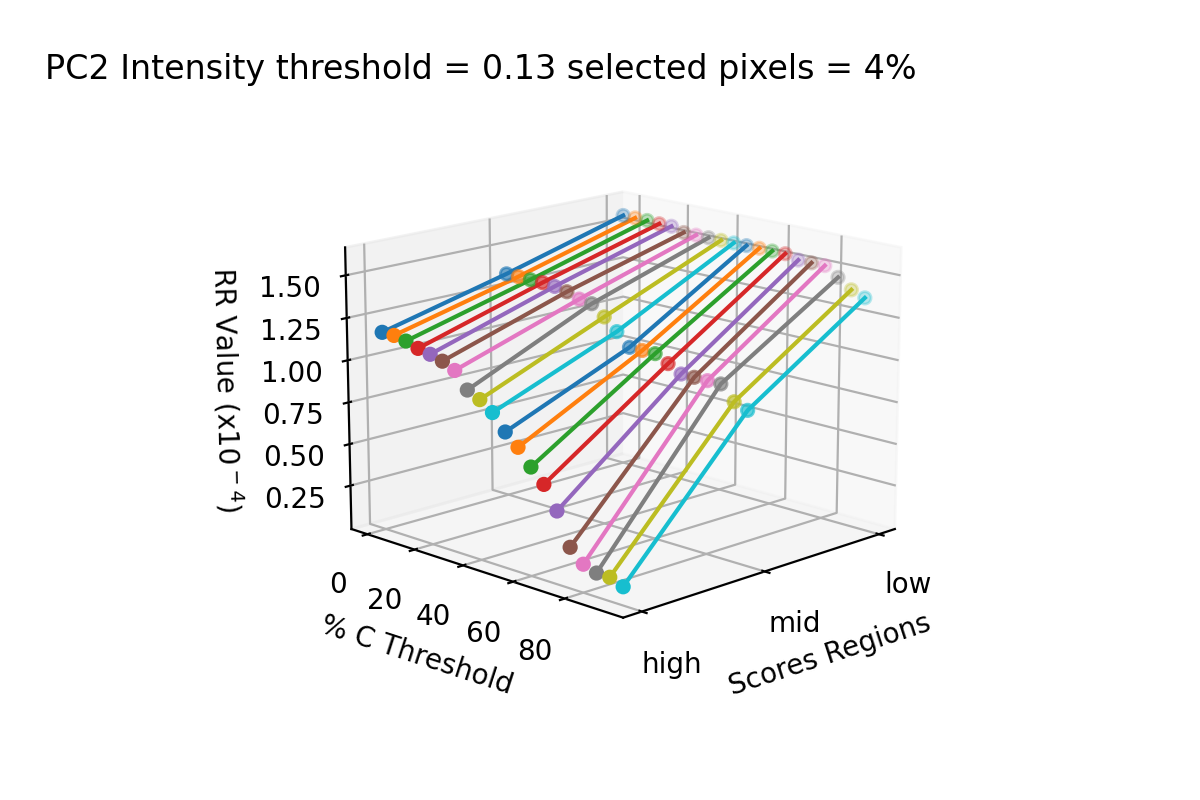 PC2 Intensity threshold = 0.13 selected pixels = 4%
RR Value (x10⁻⁴)
1.50
1.25
1.00
0.75
0.50
0.25
0
20
40
60
80
% C Threshold
high
mid
low
Scores Regions